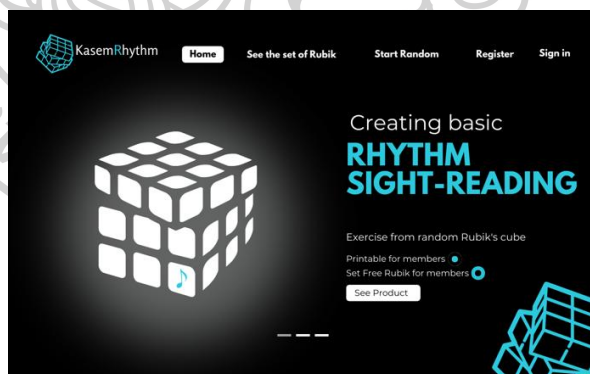 KasemRhythm
Home
See the set of Rubik
Start Random
Register
Sign in
Creating basic
RHYTHM
SIGHT-READING
Exercise from random Rubik's cube
Printable for members
Set Free Rubik for members
See Product